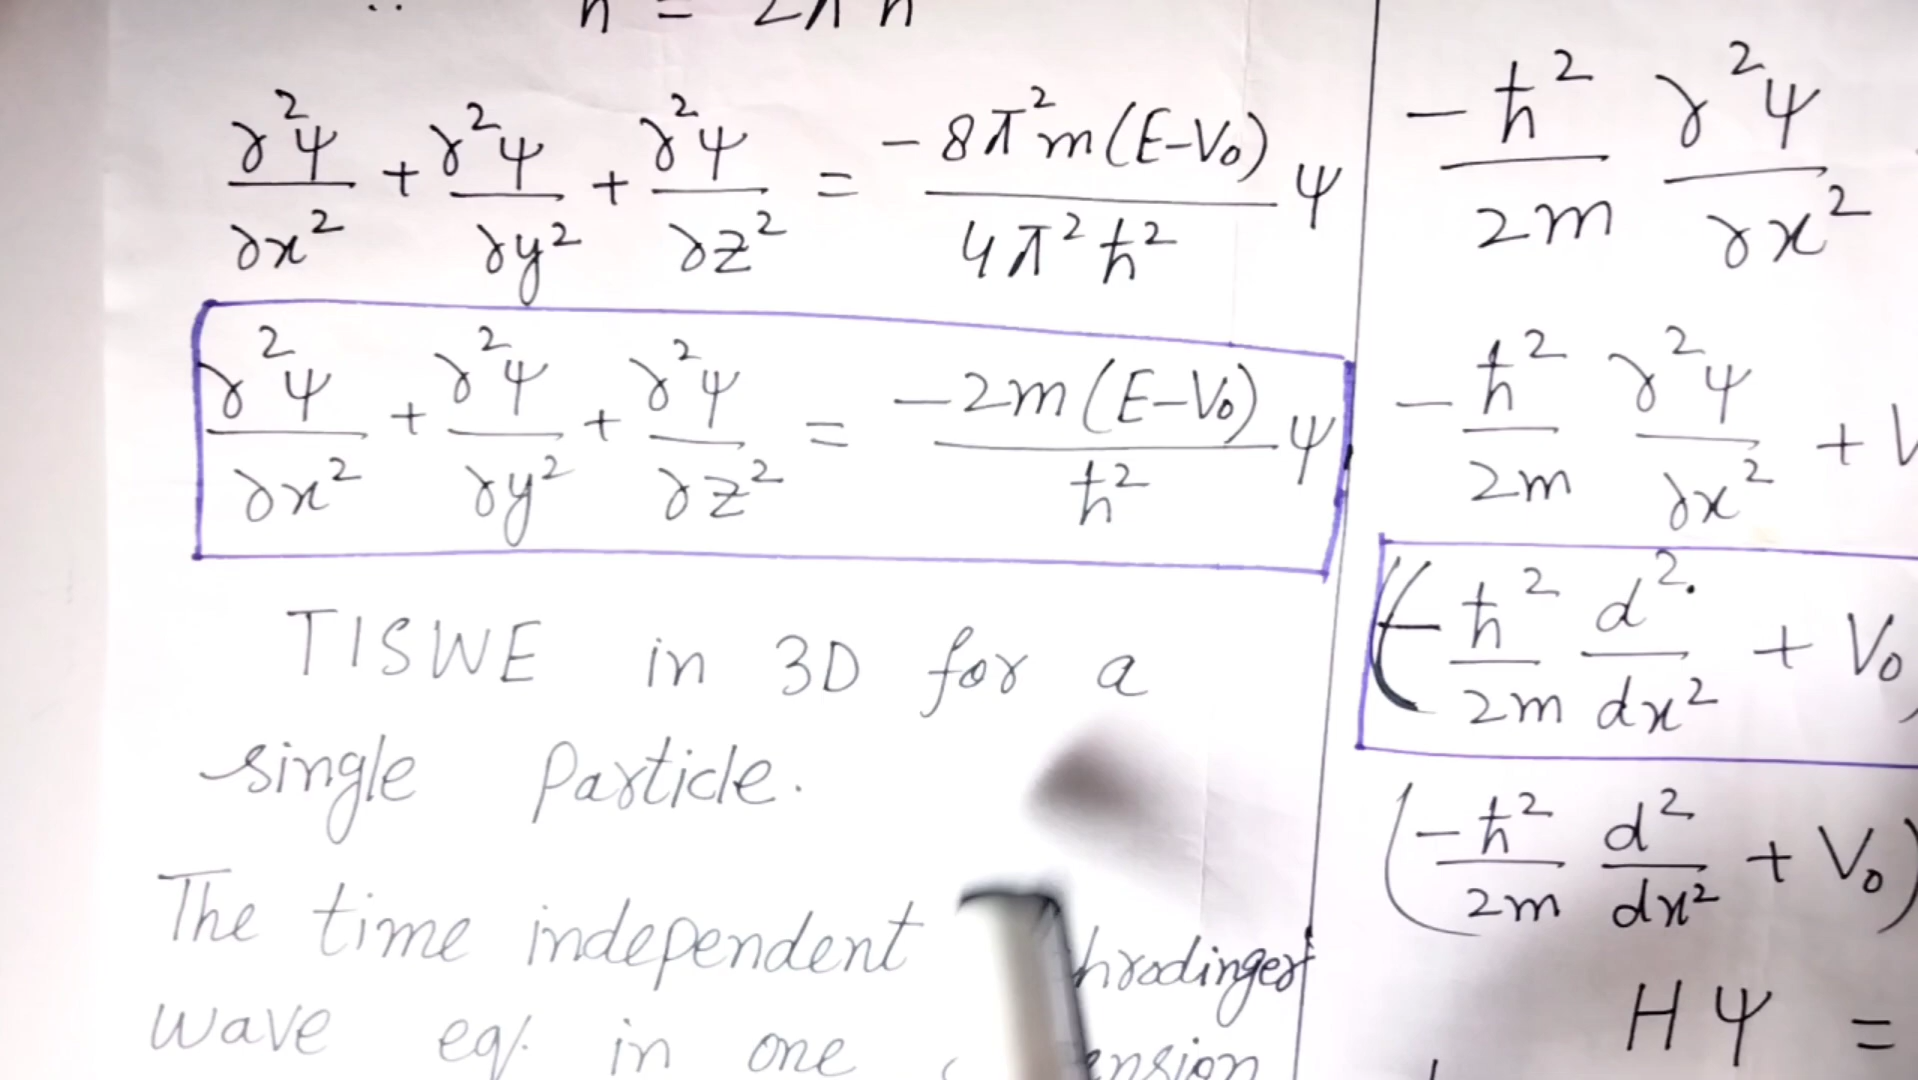 ∂²ψ/∂x² + ∂²ψ/∂y² + ∂²ψ/∂z² = -8π²m(E-V₀)/4π²ħ² ψ
∂²ψ/∂x² + ∂²ψ/∂y² + ∂²ψ/∂z² = -2m(E-V₀)/ħ² ψ
TISWE in 3D for a
single Particle.
The time independent hrodinger
wave eq. in one ension
-ħ²/2m ∂²ψ/∂x²
-ħ²/2m ∂²ψ/∂x² + V
(-ħ²/2m d²/dx² + V₀)
(-ħ²/2m d²/dx² + V₀)
Hψ =